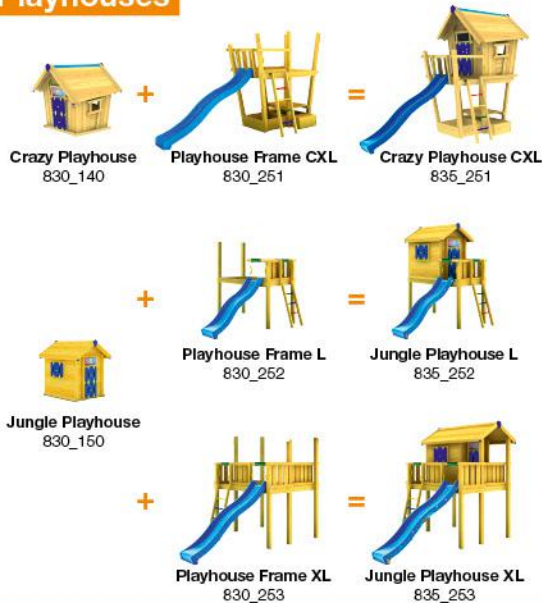 Playhouses
+
=
Crazy Playhouse
830_140
Playhouse Frame CXL
830_251
Crazy Playhouse CXL
835_251
+
=
Playhouse Frame L
830_252
Jungle Playhouse L
835_252
Jungle Playhouse
830_150
+
=
Playhouse Frame XL
830_253
Jungle Playhouse XL
835_253